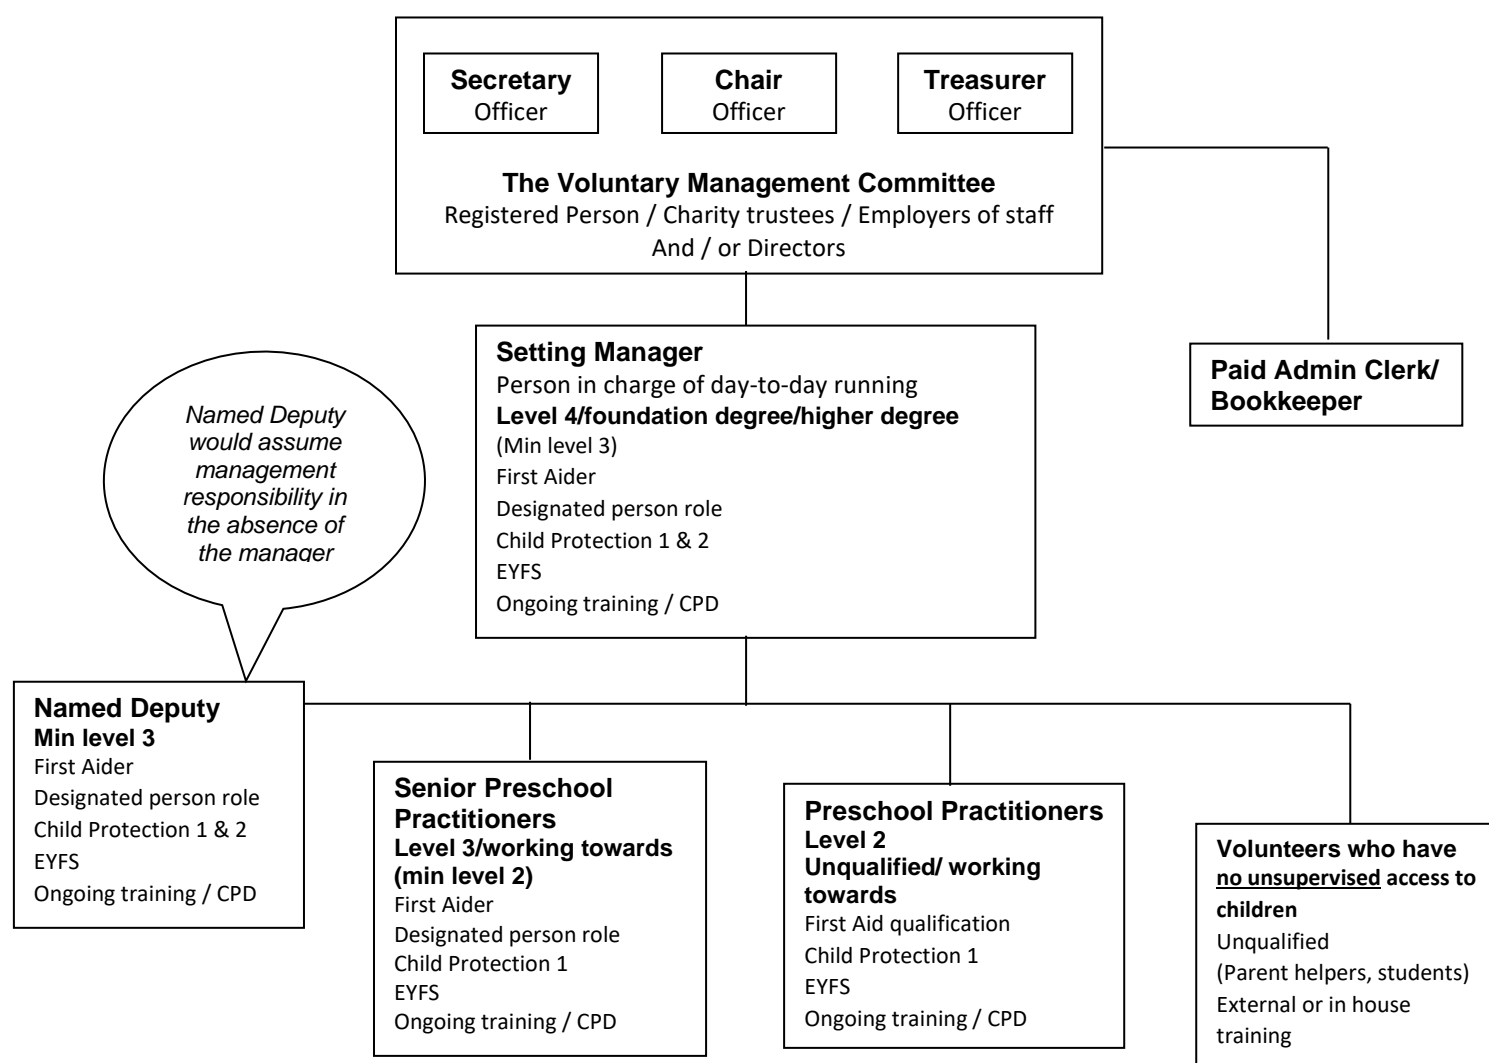 Secretary
Officer
Chair
Officer
Treasurer
Officer
The Voluntary Management Committee
Registered Person / Charity trustees / Employers of staff
And / or Directors
Setting Manager
Person in charge of day-to-day running
Level 4/foundation degree/higher degree
(Min level 3)
First Aider
Designated person role
Child Protection 1 & 2
EYFS
Ongoing training / CPD
Paid Admin Clerk/
Bookkeeper
Named Deputy
would assume
management
responsibility in
the absence of
the manager
Named Deputy
Min level 3
First Aider
Designated person role
Child Protection 1 & 2
EYFS
Ongoing training / CPD
Senior Preschool
Practitioners
Level 3/working towards
(min level 2)
First Aider
Designated person role
Child Protection 1
EYFS
Ongoing training / CPD
Preschool Practitioners
Level 2
Unqualified/ working
towards
First Aid qualification
Child Protection 1
EYFS
Ongoing training / CPD
Volunteers who have
no unsupervised access to
children
Unqualified
(Parent helpers, students)
External or in house
training